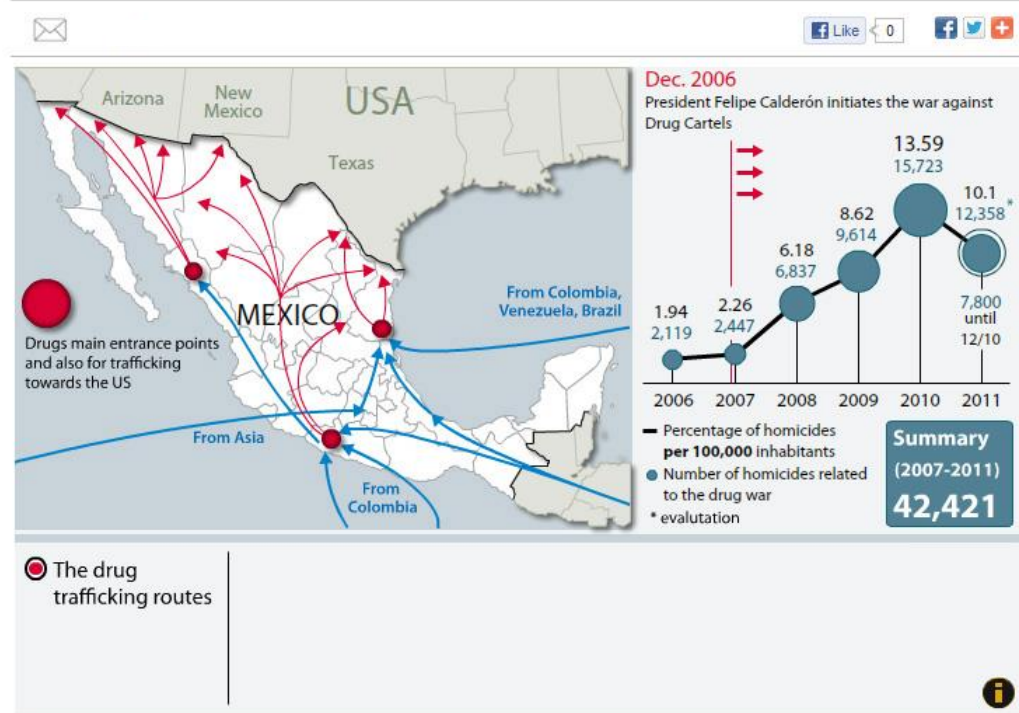 Like
0
Arizona
New
Mexico
USA
Texas
MEXICO
From Colombia,
Venezuela, Brazil
Drugs main entrance points
and also for trafficking
towards the US
From Asia
From
Colombia
Dec. 2006
President Felipe Calderón initiates the war against
Drug Cartels
1.94
2,119
2.26
2,447
6.18
6,837
8.62
9,614
13.59
15,723
10.1
12,358*
7,800
until
12/10
2006 2007 2008 2009 2010 2011
Percentage of homicides
per 100,000 inhabitants
Number of homicides related
to the drug war
* evalutation
Summary
(2007-2011)
42,421
The drug
trafficking routes